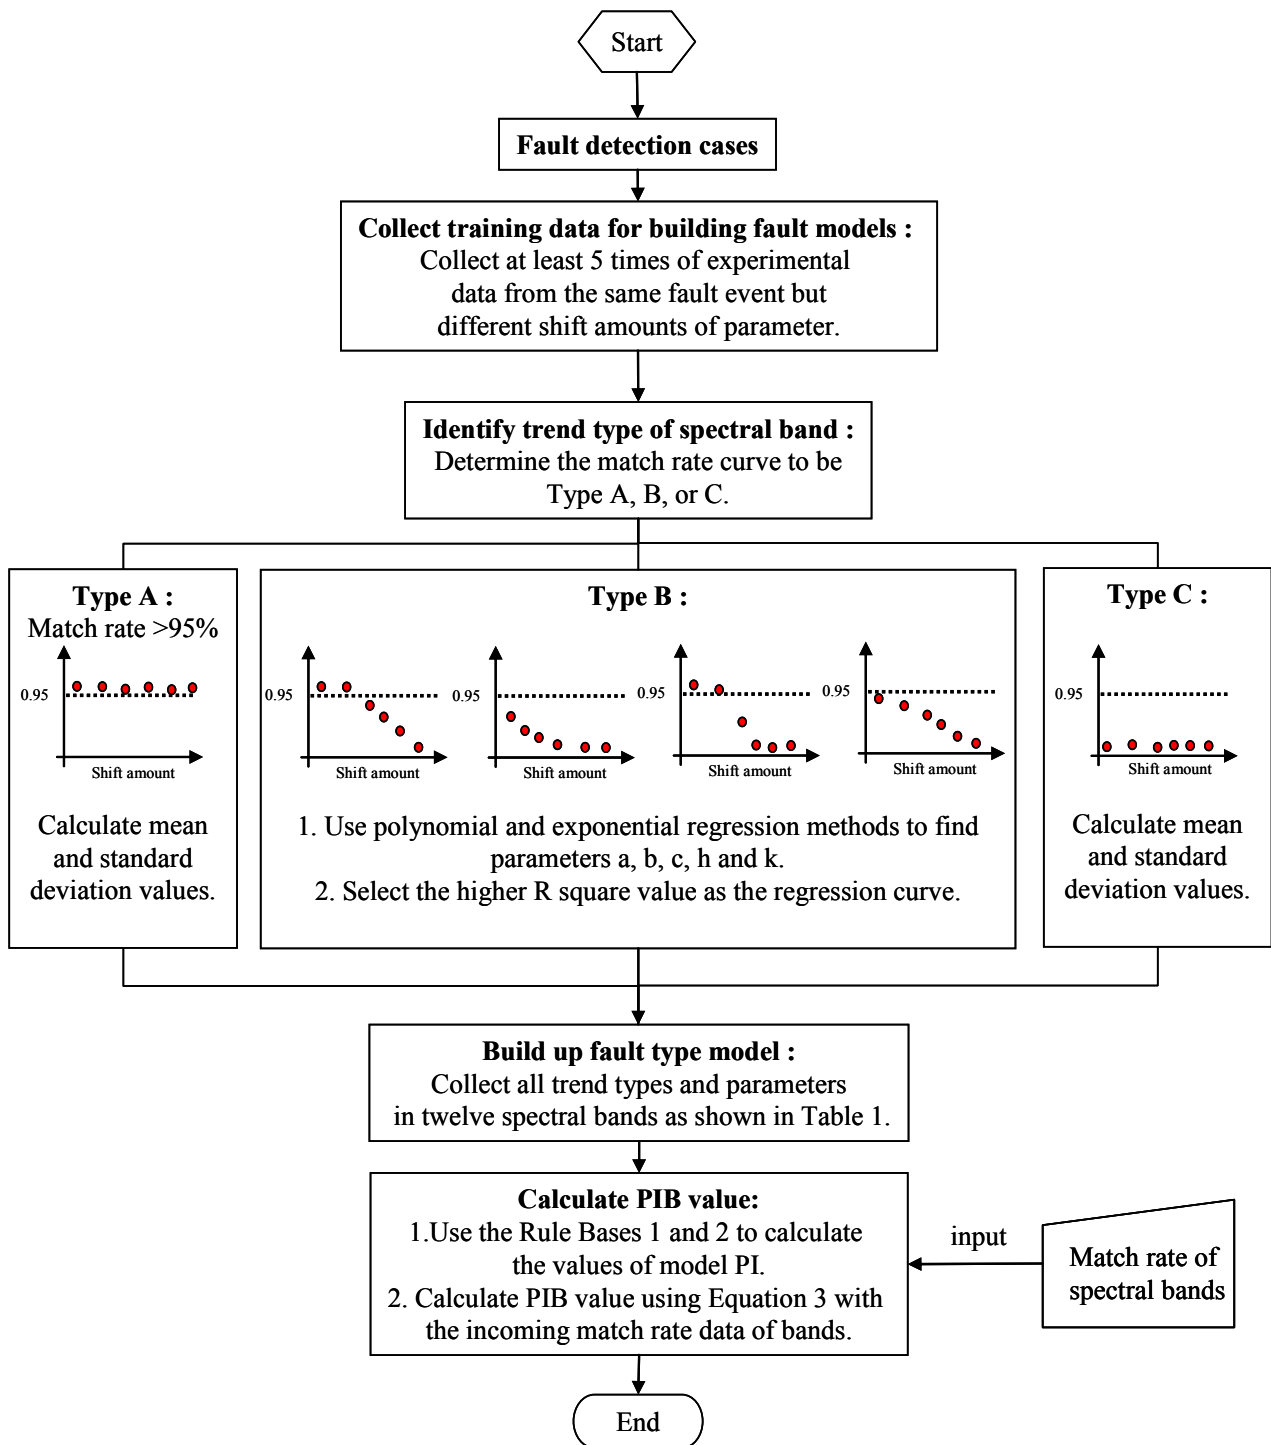 Start
Fault detection cases
Collect training data for building fault models :
Collect at least 5 times of experimental
data from the same fault event but
different shift amounts of parameter.
Identify trend type of spectral band :
Determine the match rate curve to be
Type A, B, or C.
Type A :
Match rate >95%
0.95
Shift amount
Calculate mean
and standard
deviation values.
Type B :
0.95
Shift amount
0.95
Shift amount
0.95
Shift amount
0.95
Shift amount
1. Use polynomial and exponential regression methods to find
parameters a, b, c, h and k.
2. Select the higher R square value as the regression curve.
Type C :
0.95
Shift amount
Calculate mean
and standard
deviation values.
Build up fault type model :
Collect all trend types and parameters
in twelve spectral bands as shown in Table 1.
Calculate PIB value:
1.Use the Rule Bases 1 and 2 to calculate
the values of model PI.
2. Calculate PIB value using Equation 3 with
the incoming match rate data of bands.
input
Match rate of
spectral bands
End